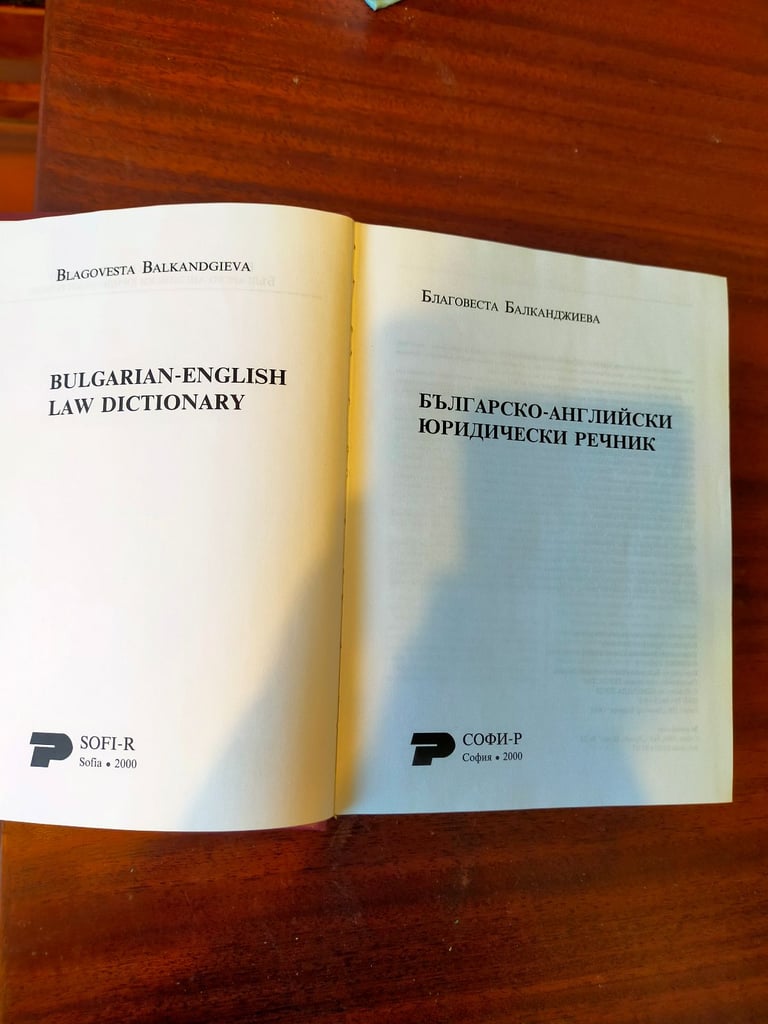 BLAGOVESTA BALKANDGIEVA
BULGARIAN-ENGLISH
LAW DICTIONARY
SOFI-R
Sofia • 2000
БЛАГОВЕСТА БАЛКАНДЖИЕВА
БЪЛГАРСКО-АНГЛИЙСКИ
ЮРИДИЧЕСКИ РЕЧНИК
СОФИ-Р
София • 2000